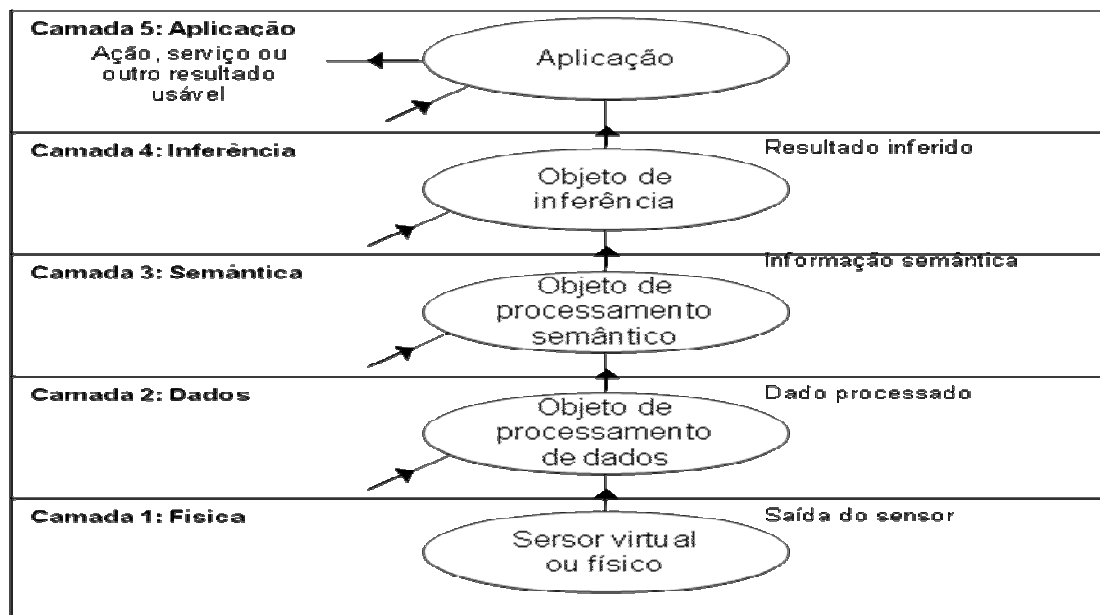 Camada 5: Aplicação
Ação, serviço ou
outro resultado
usável
Aplicação
Camada 4: Inferência
Resultado inferido
Objeto de
inferência
Camada 3: Semântica
Informação semântica
Objeto de
processamento
semântico
Camada 2: Dados
Dado processado
Objeto de
processamento
de dados
Camada 1: Física
Saída do sensor
Sersor virtual
ou físico